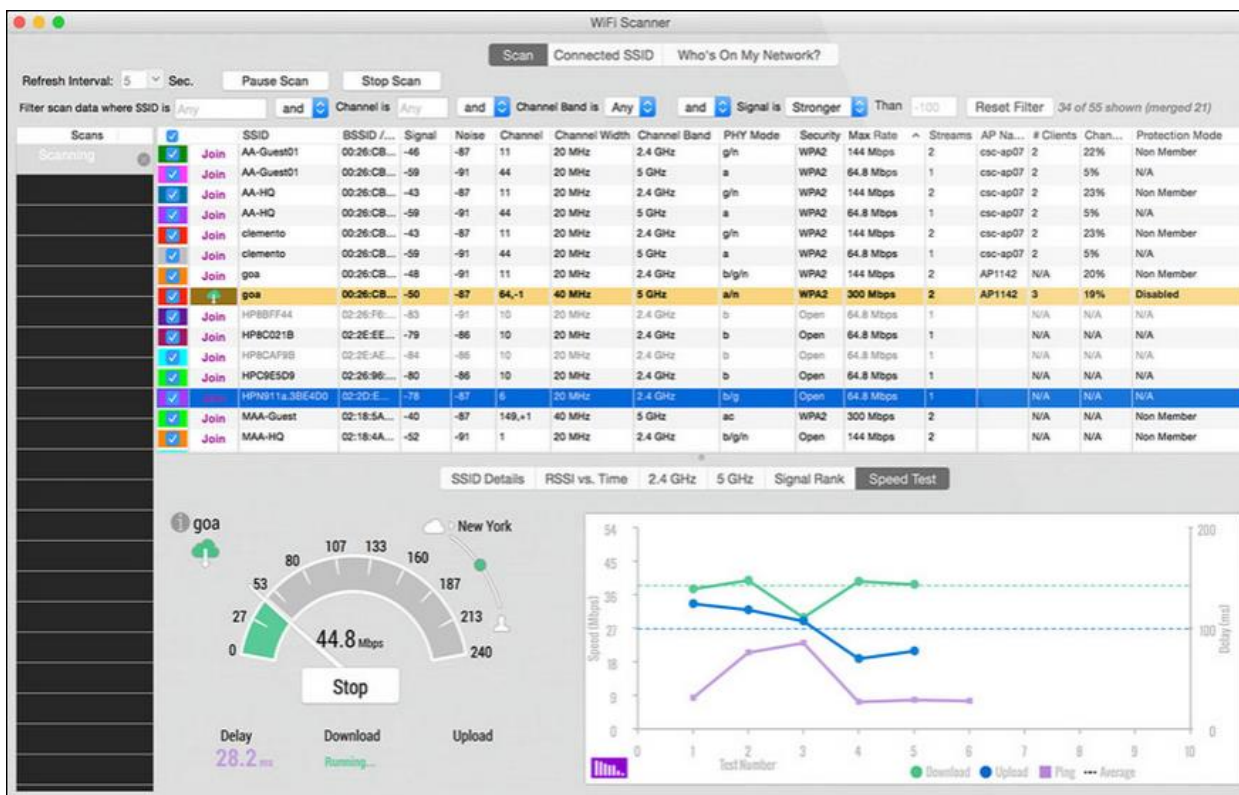 WiFi Scanner
Scan Connected SSID Who's On My Network?
Refresh Interval: 5 Sec. Pause Scan Stop Scan
Filter scan data where SSID is Any and Channel is Any and Channel Band is Any and Signal is Stronger Than -100 Reset Filter 34 of 55 shown (merged 21)
Scans SSID BSSID /... Signal Noise Channel Channel Width Channel Band PHY Mode Security Max Rate Streams AP Na... # Clients Chan... Protection Mode
Scanning
Join AA-Guest01 00:26:CB... -46 -87 11 20 MHz 2.4 GHz g/n WPA2 144 Mbps 2 csc-ap07 2 22% Non Member
Join AA-Guest01 00:26:CB... -59 -91 44 20 MHz 5 GHz a WPA2 64.8 Mbps 1 csc-ap07 2 5% N/A
Join AA-HQ 00:26:CB... -43 -87 11 20 MHz 2.4 GHz g/n WPA2 144 Mbps 2 csc-ap07 2 23% Non Member
Join AA-HQ 00:26:CB... -59 -91 44 20 MHz 5 GHz a WPA2 64.8 Mbps 1 csc-ap07 2 5% N/A
Join clemento 00:26:CB... -43 -87 11 20 MHz 2.4 GHz g/n WPA2 144 Mbps 2 csc-ap07 2 23% Non Member
Join clemento 00:26:CB... -59 -91 44 20 MHz 5 GHz a WPA2 64.8 Mbps 1 csc-ap07 2 5% N/A
Join goa 00:26:CB... -48 -91 11 20 MHz 2.4 GHz b/g/n WPA2 144 Mbps 2 AP1142 N/A 20% Non Member
goa 00:26:CB... -50 -87 64,-1 40 MHz 5 GHz a/n WPA2 300 Mbps 2 AP1142 3 19% Disabled
Join HP8BFF44 02:26:F6:... -83 -91 10 20 MHz 2.4 GHz b Open 64.8 Mbps 1 N/A N/A N/A
Join HP8C021B 02:2E:EE... -79 -86 10 20 MHz 2.4 GHz b Open 64.8 Mbps 1 N/A N/A N/A
Join HP8CAF9B 02:2E:AE... -84 -86 10 20 MHz 2.4 GHz b Open 64.8 Mbps 1 N/A N/A N/A
Join HPC9E5D9 02:26:96:... -80 -86 10 20 MHz 2.4 GHz b Open 64.8 Mbps 1 N/A N/A N/A
Join HPN911a.3BE4D0 02:2D:E... -78 -87 6 20 MHz 2.4 GHz b/g Open 64.8 Mbps 1 N/A N/A N/A
Join MAA-Guest 02:18:5A... -40 -87 149,+1 40 MHz 5 GHz ac WPA2 300 Mbps 2 N/A N/A Non Member
Join MAA-HQ 02:18:4A... -52 -91 1 20 MHz 2.4 GHz b/g/n Open 144 Mbps 2 N/A N/A Non Member
SSID Details RSSI vs. Time 2.4 GHz 5 GHz Signal Rank Speed Test
goa
New York
0 27 53 80 107 133 160 187 213 240
44.8 Mbps
Stop
Delay Download Upload
28.2 ms Running...
54 45 36 27 18 9 0
Speed (Mbps)
200 100 0
Delay (ms)
0 1 2 3 4 5 6 7 8 9 10
Test Number
Download Upload Ping Average